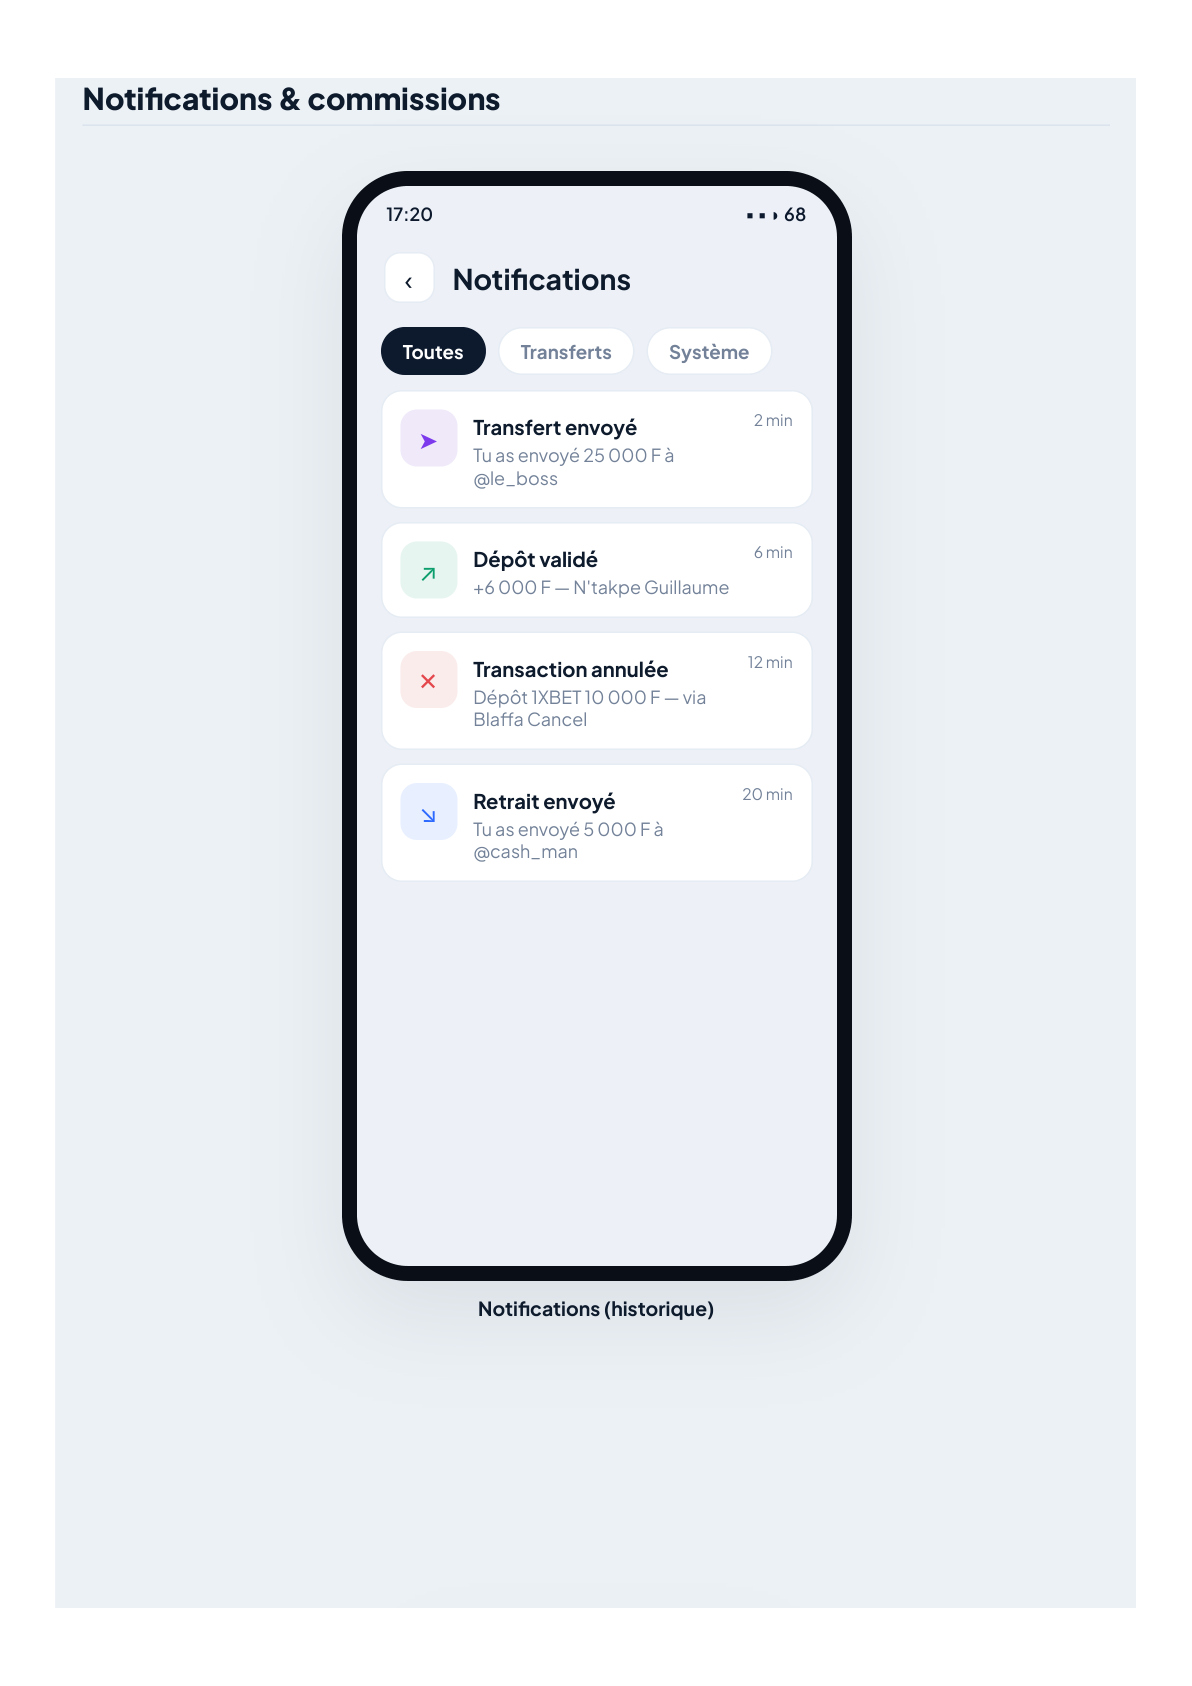 Notifications & commissions
17:20
68
‹ Notifications
Toutes Transferts Système
Transfert envoyé 2 min
Tu as envoyé 25 000 F à
@le_boss
Dépôt validé 6 min
+6 000 F — N'takpe Guillaume
Transaction annulée 12 min
Dépôt 1XBET 10 000 F — via
Blaffa Cancel
Retrait envoyé 20 min
Tu as envoyé 5 000 F à
@cash_man
Notifications (historique)